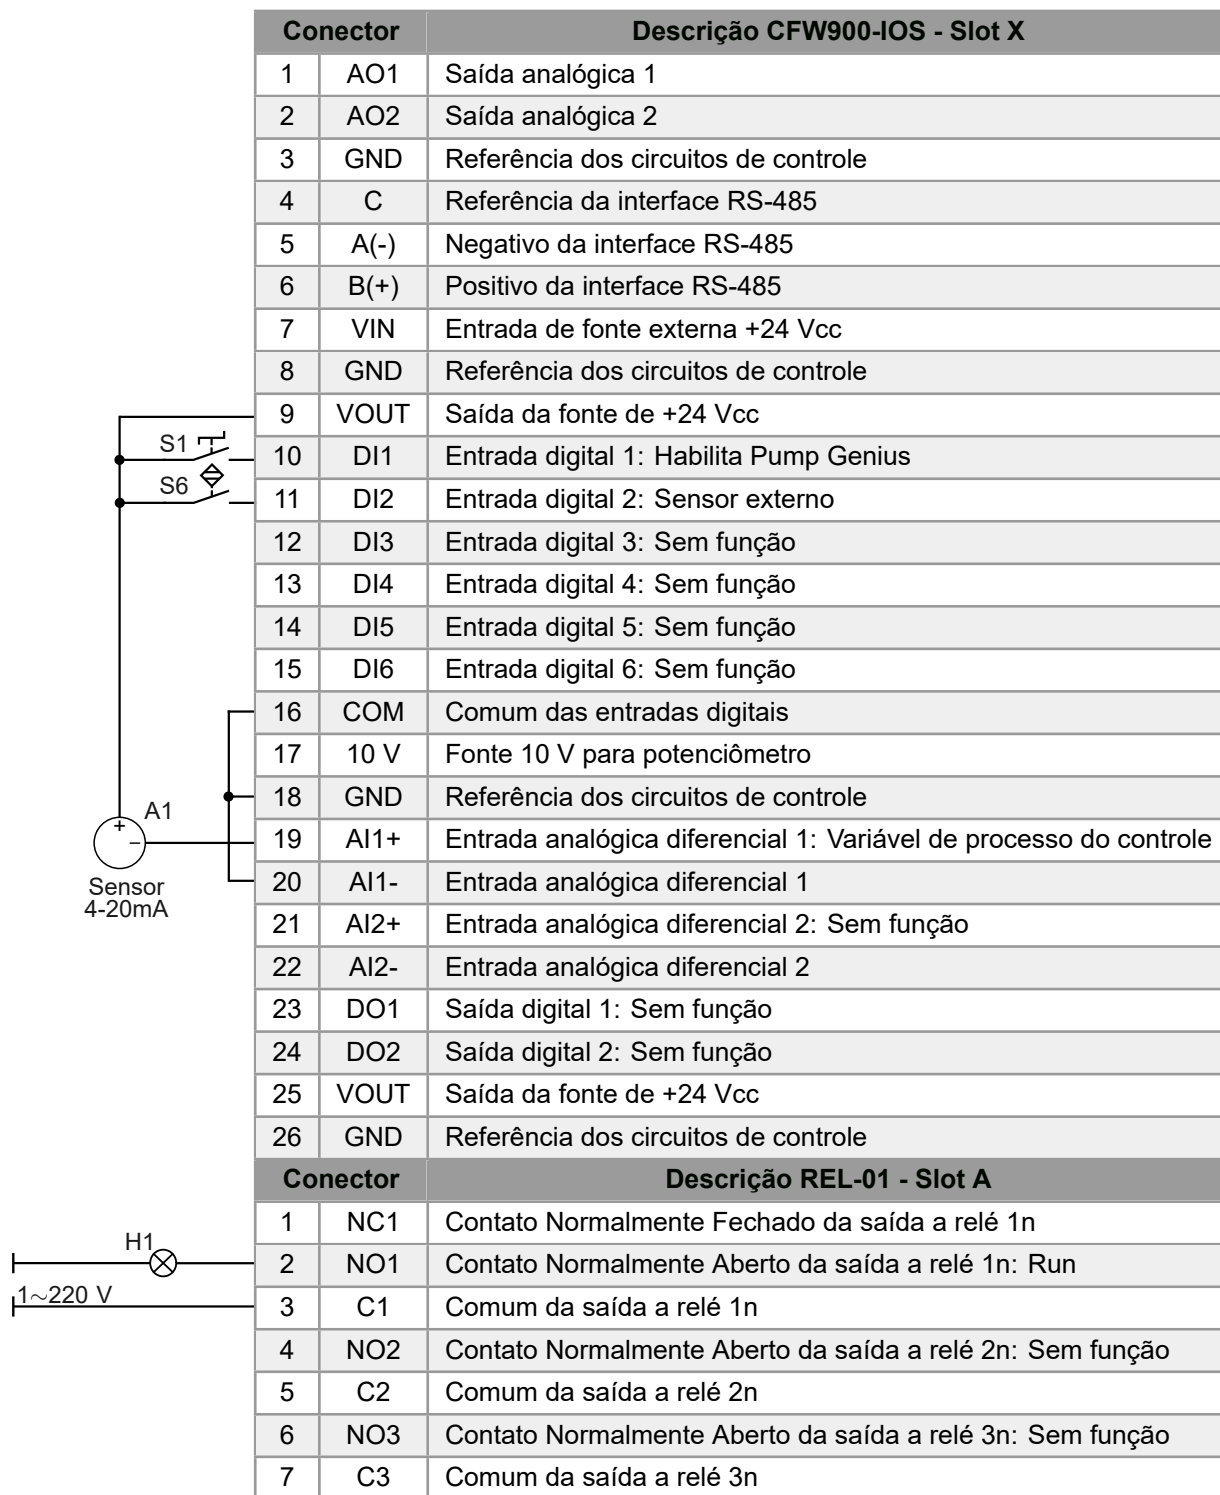 Conector Descrição CFW900-IOS - Slot X
1 AO1 Saída analógica 1
2 AO2 Saída analógica 2
3 GND Referência dos circuitos de controle
4 C Referência da interface RS-485
5 A(-) Negativo da interface RS-485
6 B(+) Positivo da interface RS-485
7 VIN Entrada de fonte externa +24 Vcc
8 GND Referência dos circuitos de controle
9 VOUT Saída da fonte de +24 Vcc
S1 10 DI1 Entrada digital 1: Habilita Pump Genius
S6 11 DI2 Entrada digital 2: Sensor externo
12 DI3 Entrada digital 3: Sem função
13 DI4 Entrada digital 4: Sem função
14 DI5 Entrada digital 5: Sem função
15 DI6 Entrada digital 6: Sem função
16 COM Comum das entradas digitais
17 10 V Fonte 10 V para potenciômetro
18 GND Referência dos circuitos de controle
A1
+ − 19 AI1+ Entrada analógica diferencial 1: Variável de processo do controle
20 AI1- Entrada analógica diferencial 1
Sensor
4-20mA
21 AI2+ Entrada analógica diferencial 2: Sem função
22 AI2- Entrada analógica diferencial 2
23 DO1 Saída digital 1: Sem função
24 DO2 Saída digital 2: Sem função
25 VOUT Saída da fonte de +24 Vcc
26 GND Referência dos circuitos de controle
Conector Descrição REL-01 - Slot A
1 NC1 Contato Normalmente Fechado da saída a relé 1n
H1 2 NO1 Contato Normalmente Aberto da saída a relé 1n: Run
1~220 V 3 C1 Comum da saída a relé 1n
4 NO2 Contato Normalmente Aberto da saída a relé 2n: Sem função
5 C2 Comum da saída a relé 2n
6 NO3 Contato Normalmente Aberto da saída a relé 3n: Sem função
7 C3 Comum da saída a relé 3n